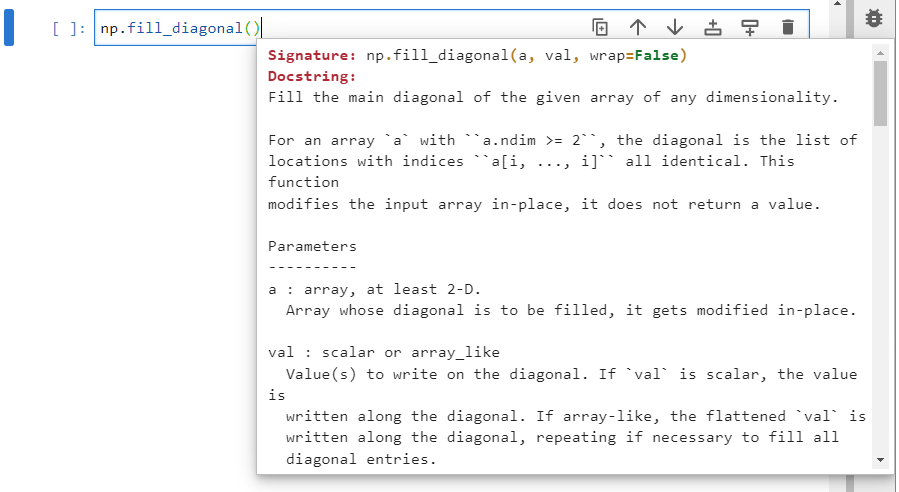 [ ]: np.fill_diagonal()
Signature: np.fill_diagonal(a, val, wrap=False)
Docstring:
Fill the main diagonal of the given array of any dimensionality.
For an array `a` with ``a.ndim >= 2``, the diagonal is the list of
locations with indices ``a[i, ..., i]`` all identical. This
function
modifies the input array in-place, it does not return a value.
Parameters
----------
a : array, at least 2-D.
Array whose diagonal is to be filled, it gets modified in-place.
val : scalar or array_like
Value(s) to write on the diagonal. If `val` is scalar, the value
is
written along the diagonal. If array-like, the flattened `val` is
written along the diagonal, repeating if necessary to fill all
diagonal entries.